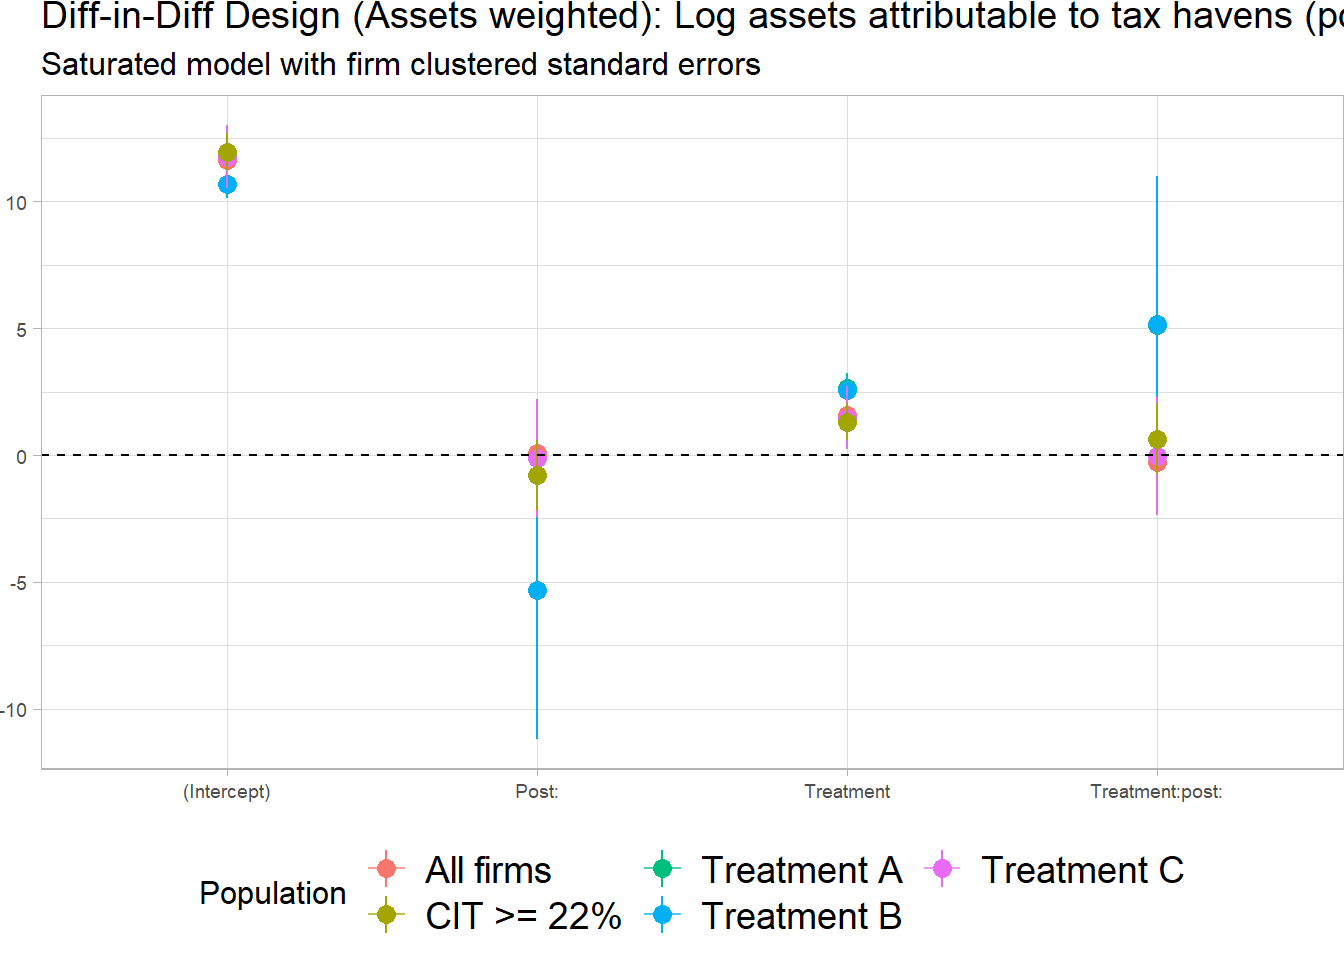 Diff-in-Diff Design (Assets weighted): Log assets attributable to tax havens (po
Saturated model with firm clustered standard errors
10
5
0
-5
-10
(Intercept)
Post:
Treatment
Treatment:post:
Population
All firms
Treatment A
Treatment C
CIT >= 22%
Treatment B